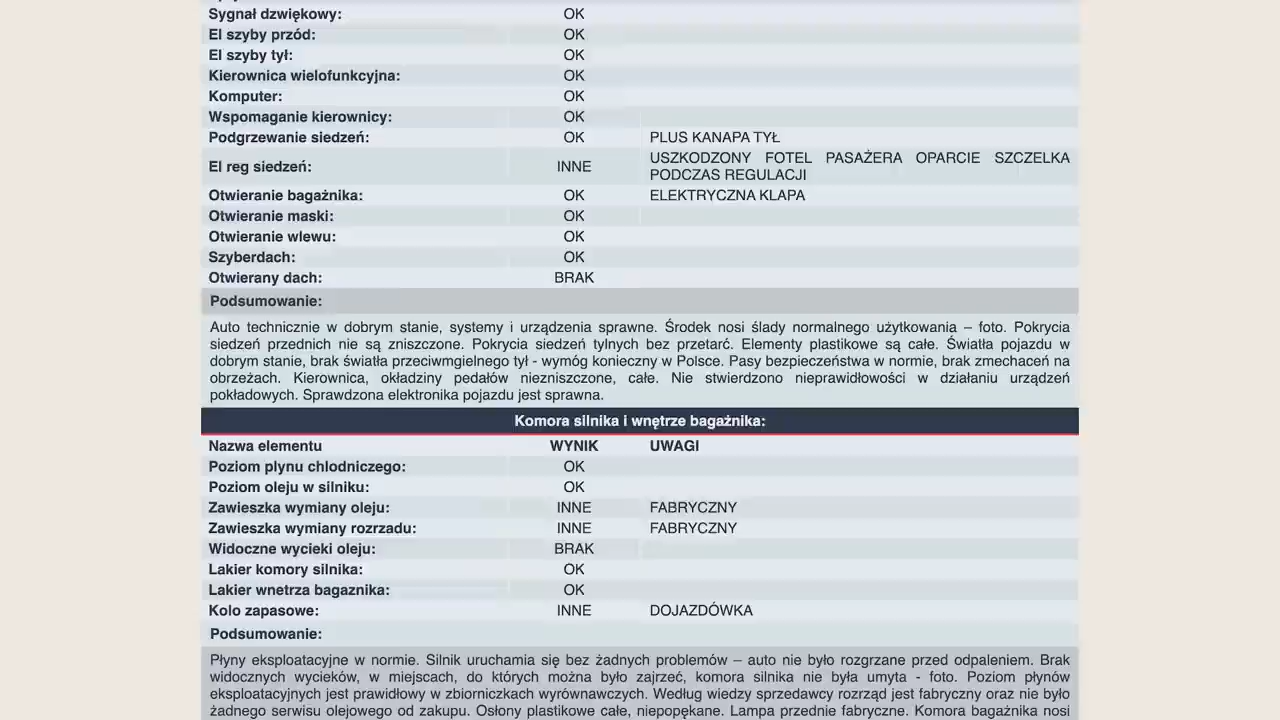 Sygnał dzwiękowy: OK
El szyby przód: OK
El szyby tył: OK
Kierownica wielofunkcyjna: OK
Komputer: OK
Wspomaganie kierownicy: OK
Podgrzewanie siedzeń: OK PLUS KANAPA TYŁ
El reg siedzeń: INNE USZKODZONY FOTEL PASAŻERA OPARCIE SZCZELKA
PODCZAS REGULACJI
Otwieranie bagażnika: OK ELEKTRYCZNA KLAPA
Otwieranie maski: OK
Otwieranie wlewu: OK
Szyberdach: OK
Otwierany dach: BRAK
Podsumowanie:
Auto technicznie w dobrym stanie, systemy i urządzenia sprawne. Środek nosi ślady normalnego użytkowania – foto. Pokrycia
siedzeń przednich nie są zniszczone. Pokrycia siedzeń tylnych bez przetarć. Elementy plastikowe są całe. Światła pojazdu w
dobrym stanie, brak światła przeciwmgielnego tył - wymóg konieczny w Polsce. Pasy bezpieczeństwa w normie, brak zmechaceń na
obrzeżach. Kierownica, okładziny pedałów niezniszczone, całe. Nie stwierdzono nieprawidłowości w działaniu urządzeń
pokładowych. Sprawdzona elektronika pojazdu jest sprawna.
Komora silnika i wnętrze bagażnika:
Nazwa elementu WYNIK UWAGI
Poziom plynu chlodniczego: OK
Poziom oleju w silniku: OK
Zawieszka wymiany oleju: INNE FABRYCZNY
Zawieszka wymiany rozrzadu: INNE FABRYCZNY
Widoczne wycieki oleju: BRAK
Lakier komory silnika: OK
Lakier wnetrza bagaznika: OK
Kolo zapasowe: INNE DOJAZDÓWKA
Podsumowanie:
Płyny eksploatacyjne w normie. Silnik uruchamia się bez żadnych problemów – auto nie było rozgrzane przed odpaleniem. Brak
widocznych wycieków, w miejscach, do których można było zajrzeć, komora silnika nie była umyta - foto. Poziom płynów
eksploatacyjnych jest prawidłowy w zbiorniczkach wyrównawczych. Według wiedzy sprzedawcy rozrząd jest fabryczny oraz nie było
żadnego serwisu olejowego od zakupu. Osłony plastikowe całe, niepopękane. Lampa przednie fabryczne. Komora bagażnika nosi